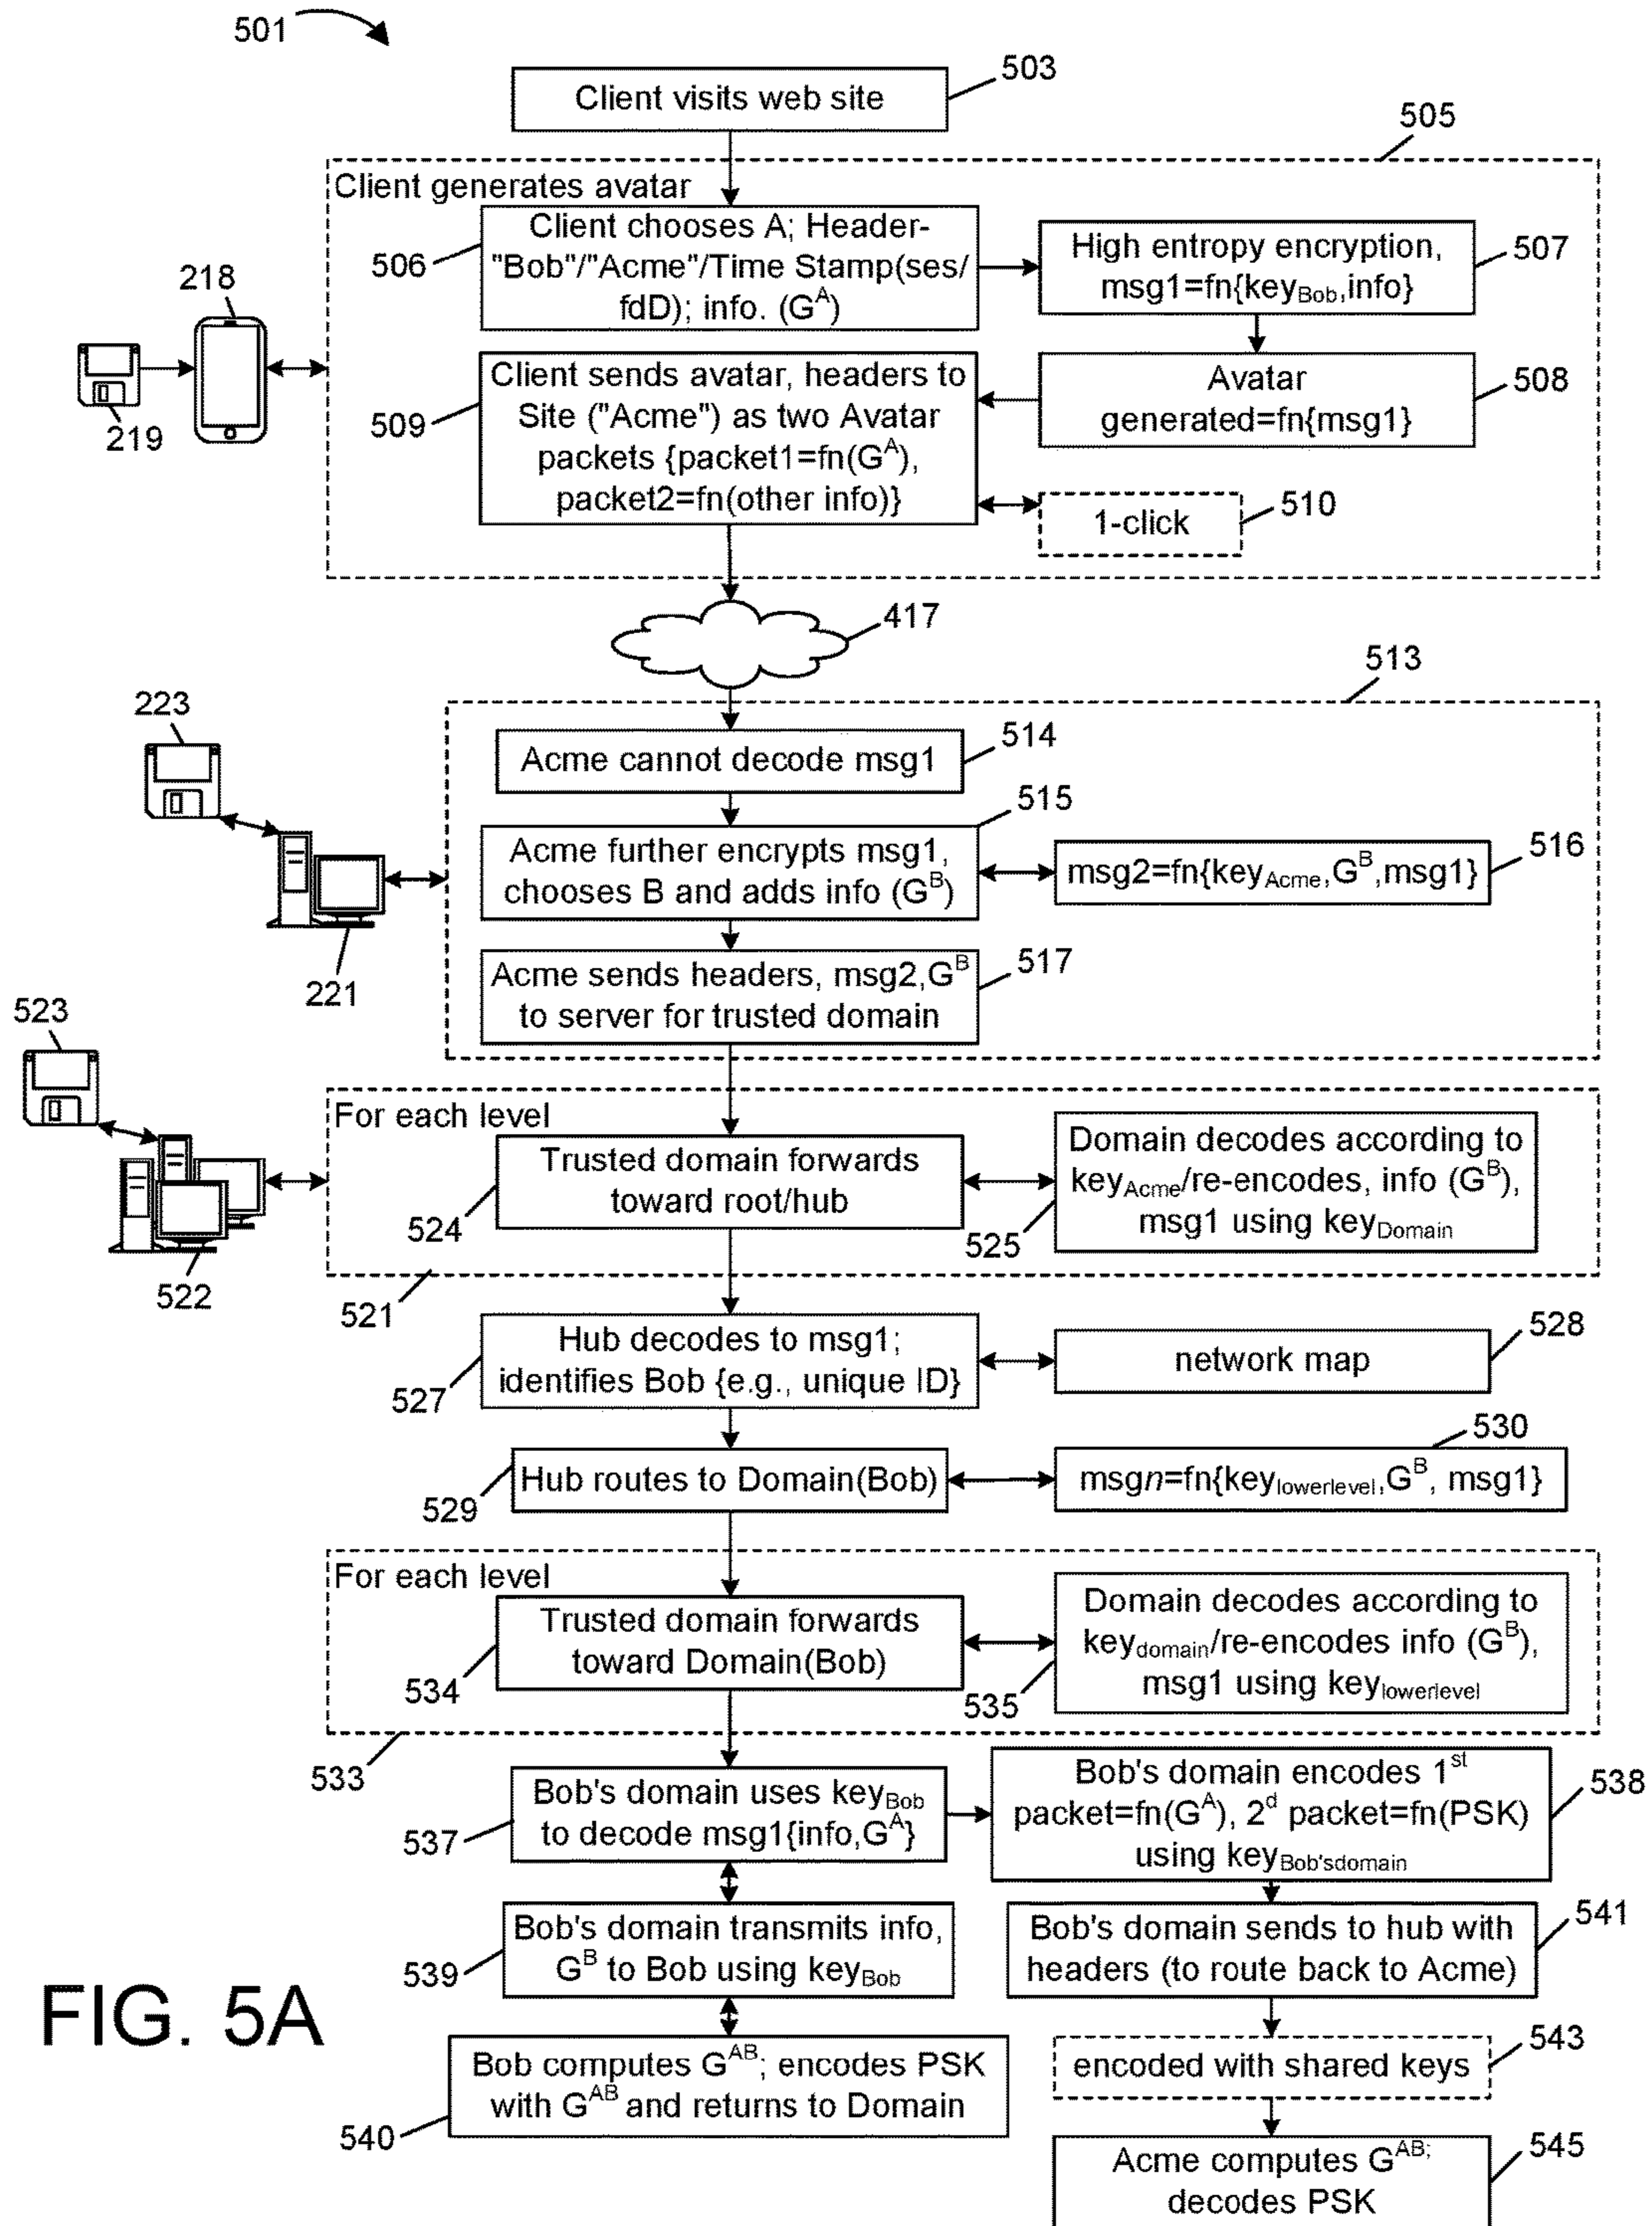 501
503
Client visits web site
505
Client generates avatar
506
Client chooses A; Header-
"Bob"/"Acme"/Time Stamp(ses/
fdD); info. (G^A)
High entropy encryption,
msg1=fn{key_Bob,info}
507
218
219
509
Client sends avatar, headers to
Site ("Acme") as two Avatar
packets {packet1=fn(G^A),
packet2=fn(other info)}
Avatar
generated=fn{msg1}
508
1-click
510
417
513
223
221
Acme cannot decode msg1
514
515
Acme further encrypts msg1,
chooses B and adds info (G^B)
msg2=fn{key_Acme,G^B,msg1}
516
Acme sends headers, msg2,G^B
to server for trusted domain
517
523
522
For each level
Trusted domain forwards
toward root/hub
524
Domain decodes according to
key_Acme/re-encodes, info (G^B),
msg1 using key_Domain
525
521
Hub decodes to msg1;
identifies Bob {e.g., unique ID}
527
network map
528
Hub routes to Domain(Bob)
529
530
msgn=fn{key_lowerlevel,G^B, msg1}
For each level
Trusted domain forwards
toward Domain(Bob)
534
Domain decodes according to
key_domain/re-encodes info (G^B),
msg1 using key_lowerlevel
535
533
Bob's domain uses key_Bob
to decode msg1{info,G^A}
537
Bob's domain encodes 1^st
packet=fn(G^A), 2^d packet=fn(PSK)
using key_Bob'sdomain
538
Bob's domain transmits info,
G^B to Bob using key_Bob
539
Bob's domain sends to hub with
headers (to route back to Acme)
541
Bob computes G^AB; encodes PSK
with G^AB and returns to Domain
540
encoded with shared keys
543
Acme computes G^AB;
decodes PSK
545
FIG. 5A